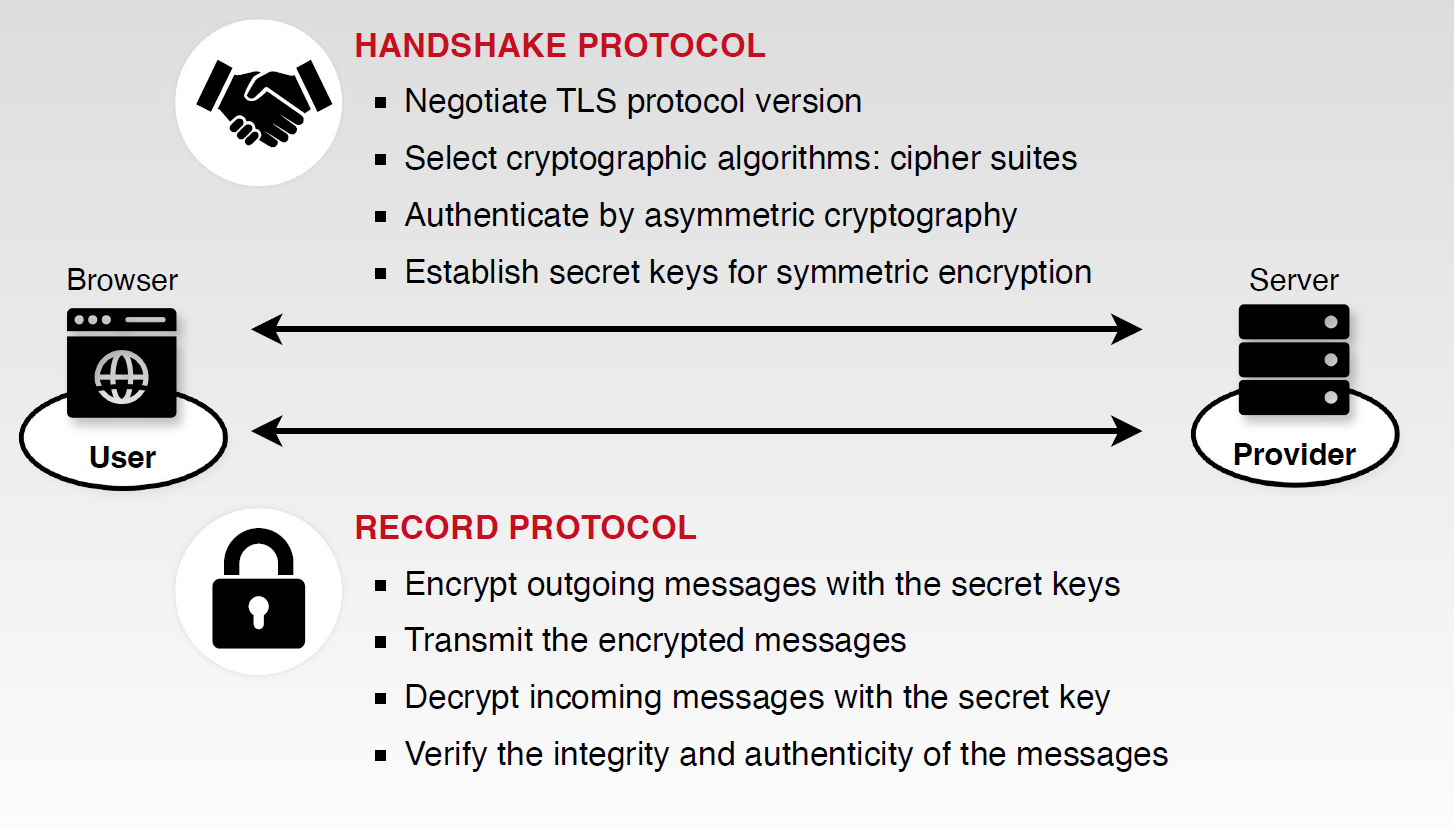 HANDSHAKE PROTOCOL
Negotiate TLS protocol version
Select cryptographic algorithms: cipher suites
Authenticate by asymmetric cryptography
Establish secret keys for symmetric encryption
Browser
Server
User
Provider
RECORD PROTOCOL
Encrypt outgoing messages with the secret keys
Transmit the encrypted messages
Decrypt incoming messages with the secret key
Verify the integrity and authenticity of the messages